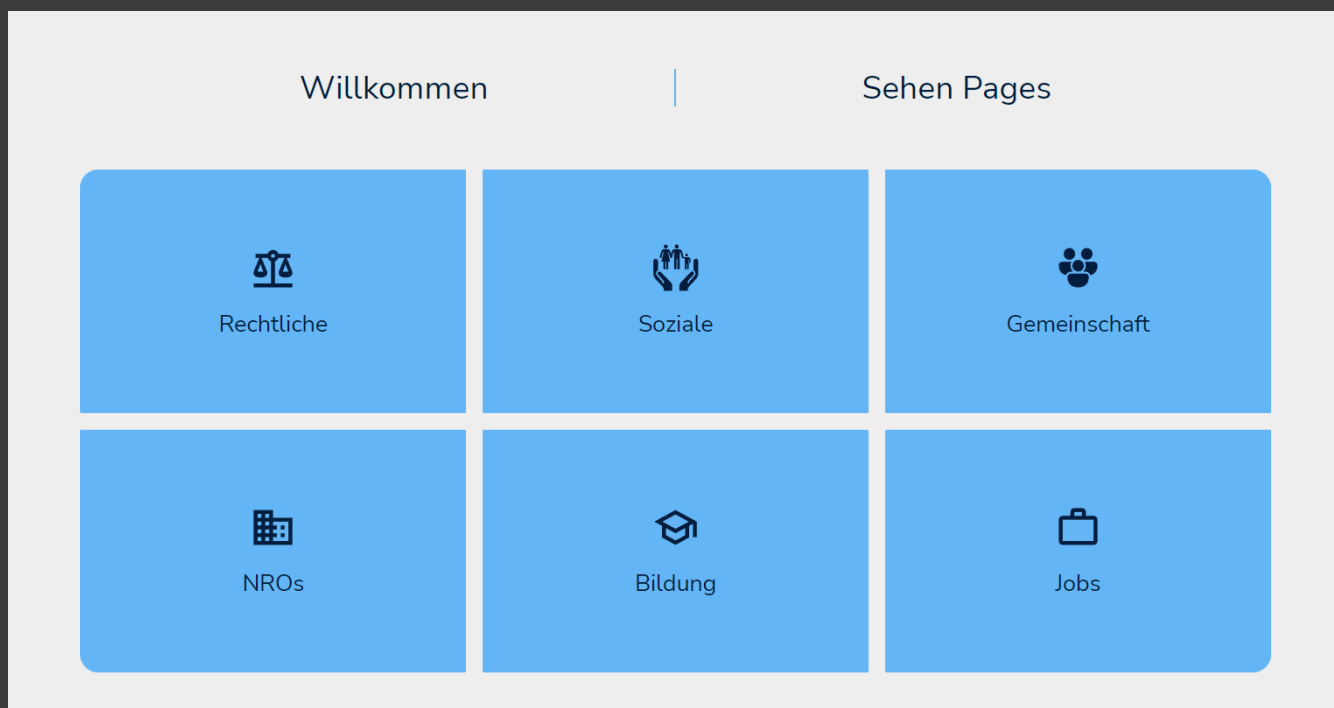 Willkommen
Sehen Pages
Rechtliche
Soziale
Gemeinschaft
NROs
Bildung
Jobs